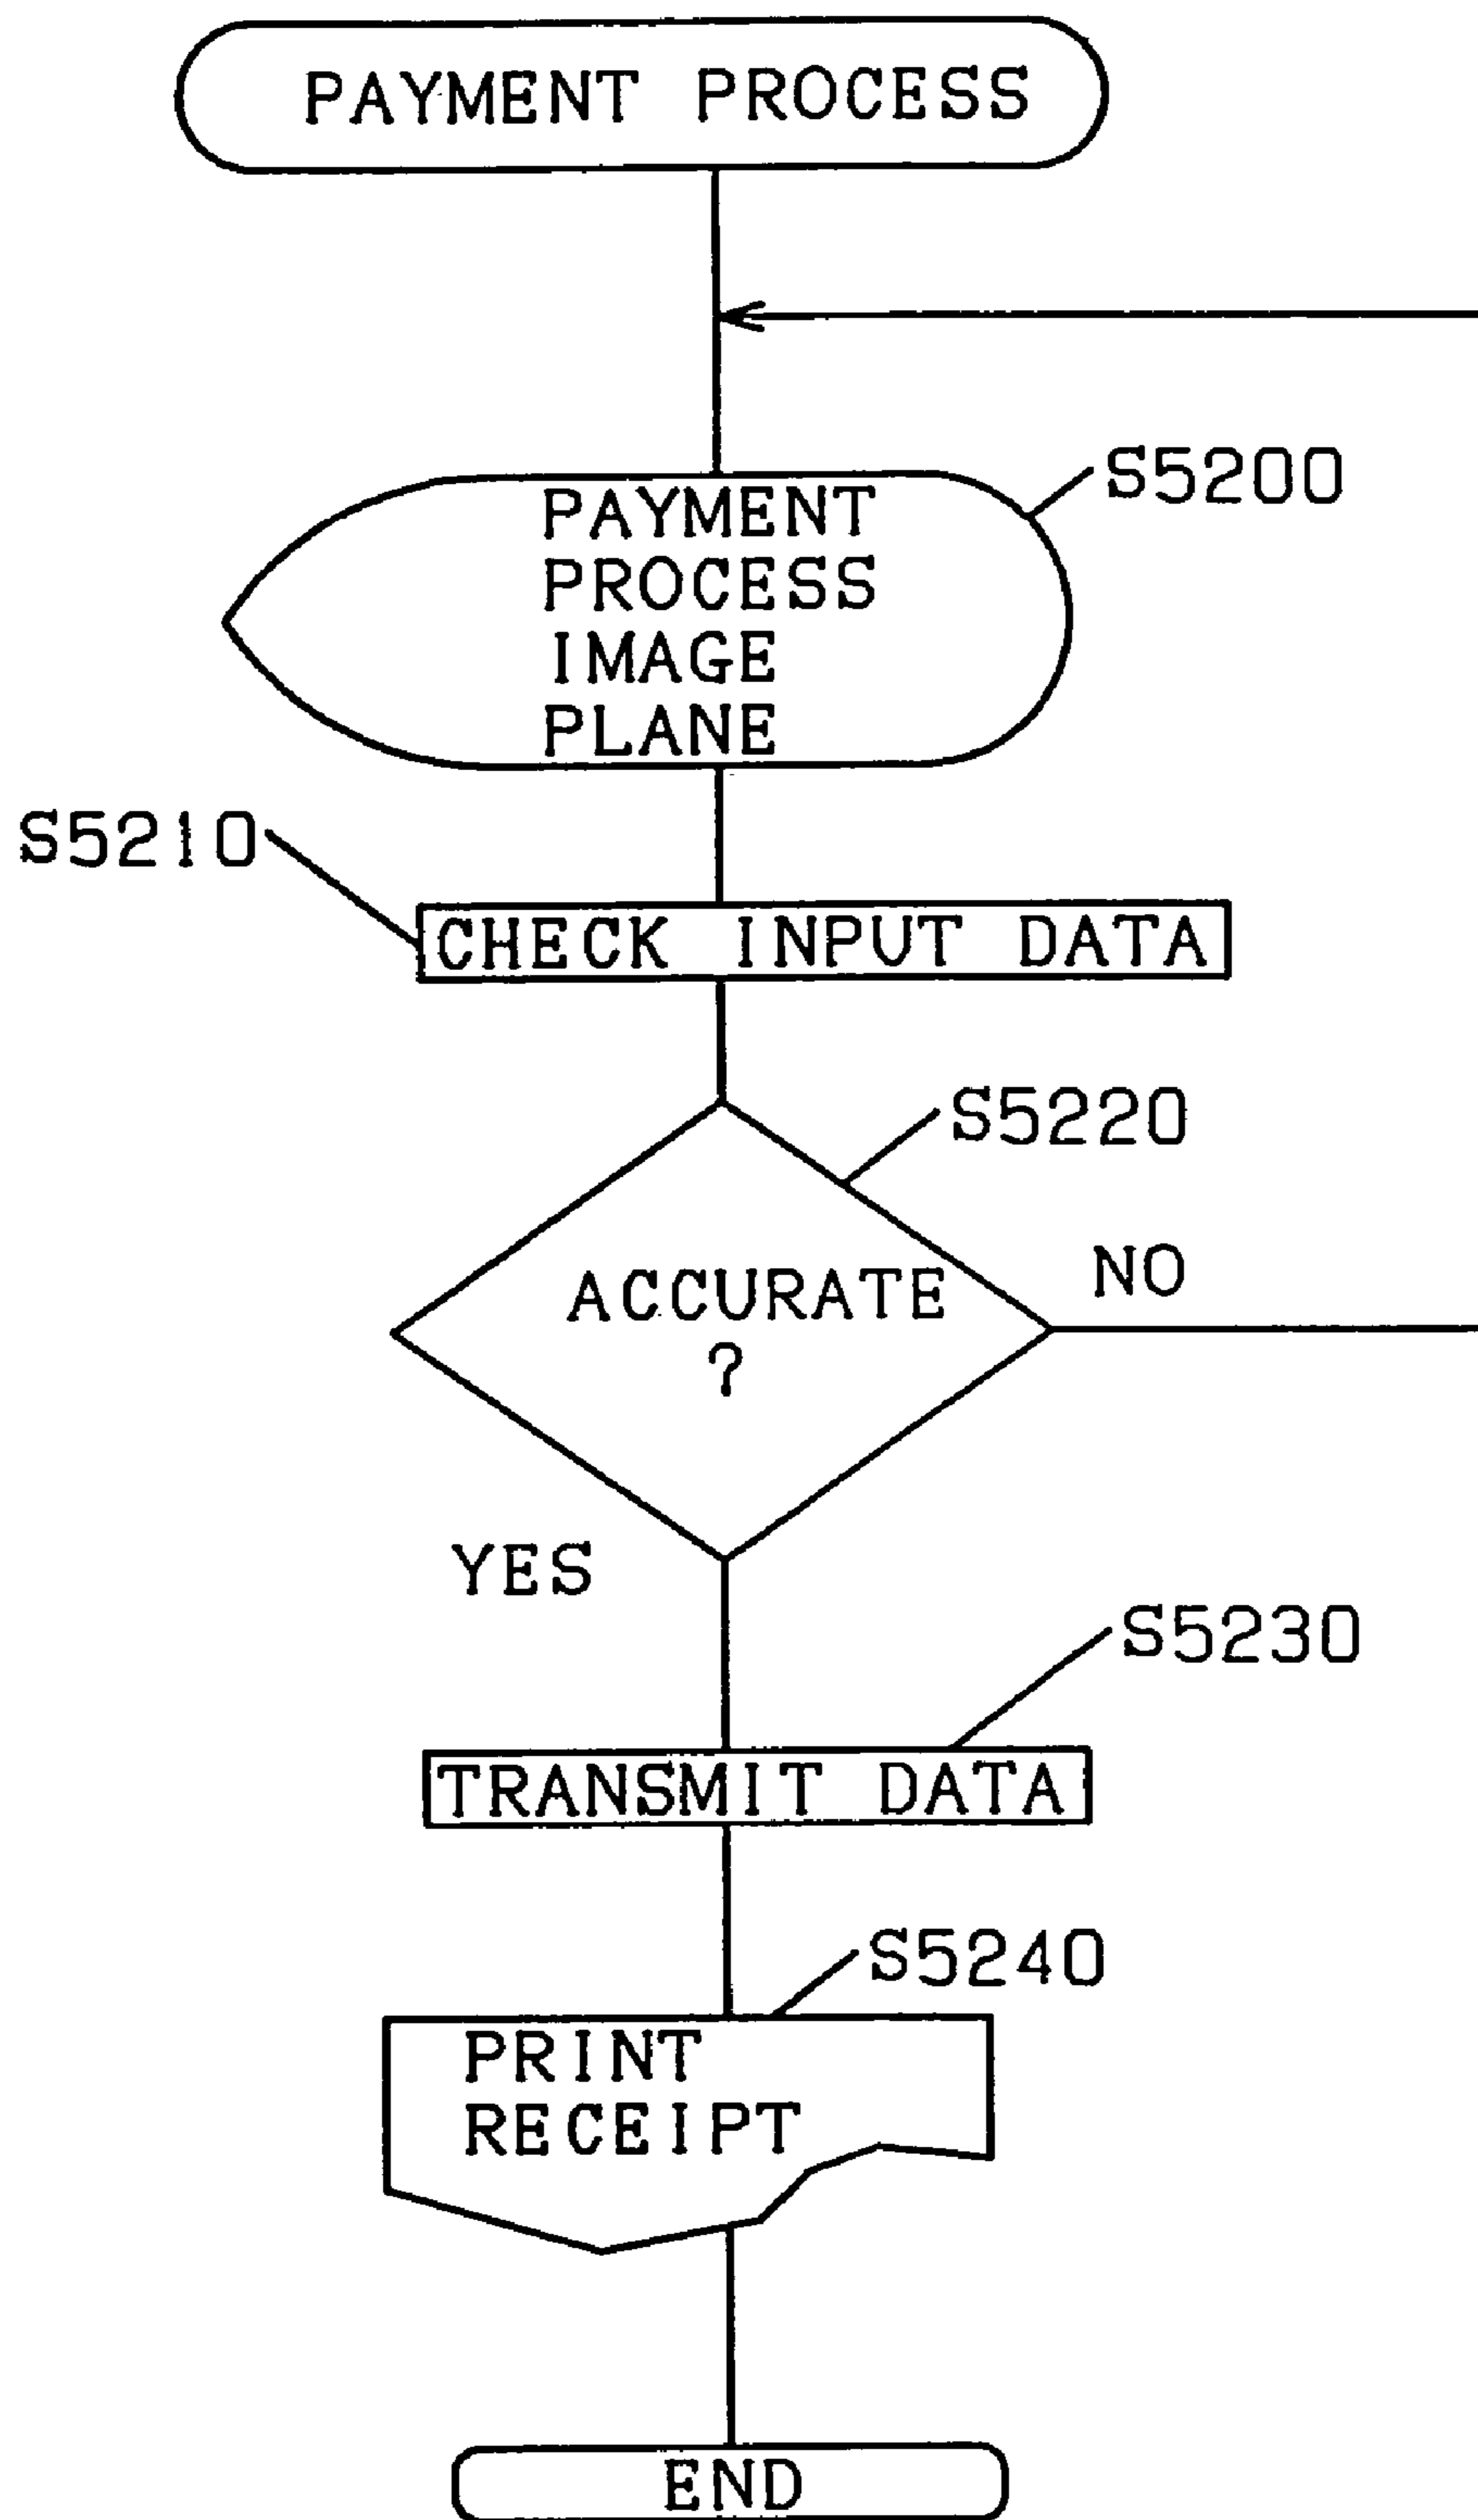 PAYMENT PROCESS
S5200
PAYMENT
PROCESS
IMAGE
PLANE
S5210
CHECK INPUT DATA
S5220
ACCURATE
?
NO
YES
S5230
TRANSMIT DATA
S5240
PRINT
RECEIPT
END